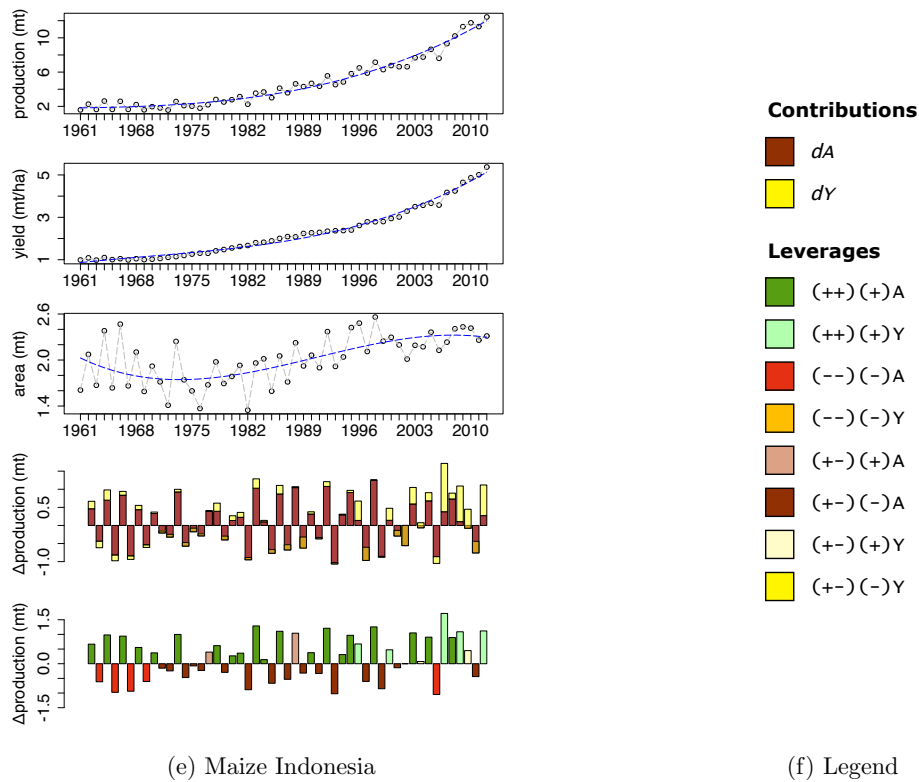 production (mt)
2 6 10
1961 1968 1975 1982 1989 1996 2003 2010
yield (mt/ha)
1 3 5
1961 1968 1975 1982 1989 1996 2003 2010
area (mt)
1.4 2.0 2.6
1961 1968 1975 1982 1989 1996 2003 2010
Δproduction (mt)
-1.0 0.5
Δproduction (mt)
-1.5 0.0 1.5
(e) Maize Indonesia
Contributions
dA
dY
Leverages
(++)(+)A
(++)(+)Y
(--)(-)A
(--)(-)Y
(+-)(+)A
(+-)(-)A
(+-)(+)Y
(+-)(-)Y
(f) Legend